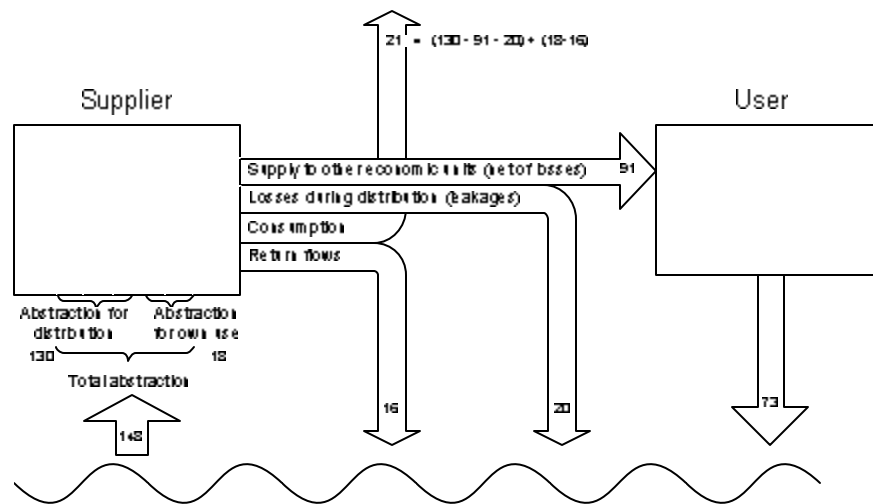 21 = (130 - 91 - 20) + (18-16)
Supplier
User
Supply to other economic units (net of losses)
91
Losses during distribution (leakages)
Consumption
Return flows
Abstraction for
distribution
130
Abstraction
for own use
18
Total abstraction
148
16
20
73